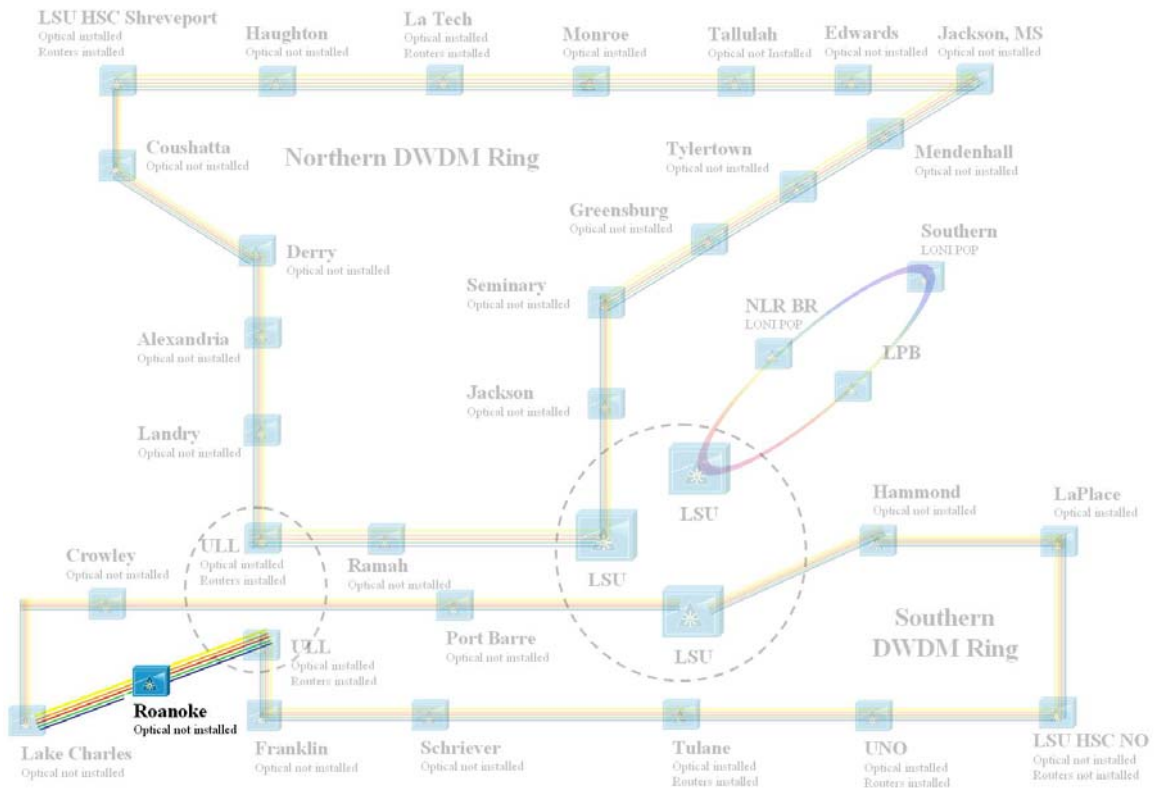 LSU HSC Shreveport
Optical installed
Routers installed
Haughton
Optical not installed
La Tech
Optical installed
Routers installed
Monroe
Optical not installed
Tallulah
Optical not Installed
Edwards
Optical not installed
Jackson, MS
Optical not installed
Coushatta
Optical not installed
Northern DWDM Ring
Tylertown
Optical not installed
Mendenhall
Optical not installed
Greensburg
Optical not installed
Southern
LONI POP
Derry
Optical not installed
Seminary
Optical not installed
NLR BR
LONI POP
Alexandria
Optical not installed
LPB
Jackson
Optical not installed
Landry
Optical not installed
LSU
Hammond
Optical not installed
LaPlace
Optical installed
Crowley
Optical not installed
ULL
Optical installed
Routers installed
Ramah
Optical not installed
LSU
Port Barre
Optical not installed
LSU
Southern
DWDM Ring
ULL
Optical installed
Routers installed
Roanoke
Optical not installed
Lake Charles
Optical not installed
Franklin
Optical not installed
Schriever
Optical not installed
Tulane
Optical installed
Routers installed
UNO
Optical installed
Routers installed
LSU HSC NO
Optical not installed
Routers not installed